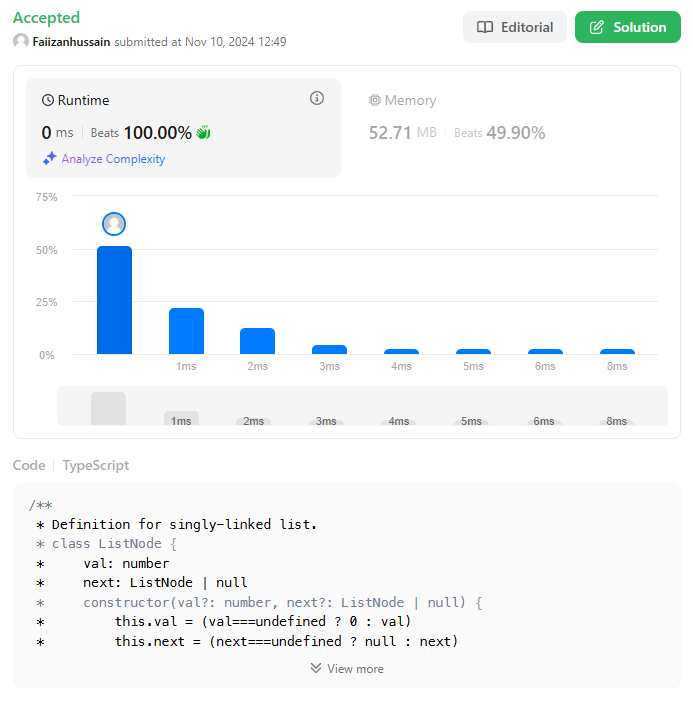 Accepted
Editorial
Solution
Faiizanhussain submitted at Nov 10, 2024 12:49
Runtime
0 ms | Beats 100.00%
Analyze Complexity
Memory
52.71 MB | Beats 49.90%
75%
50%
25%
0%
1ms 2ms 3ms 4ms 5ms 6ms 8ms
1ms 2ms 3ms 4ms 5ms 6ms 8ms
Code | TypeScript
/**
 * Definition for singly-linked list.
 * class ListNode {
 *     val: number
 *     next: ListNode | null
 *     constructor(val?: number, next?: ListNode | null) {
 *         this.val = (val===undefined ? 0 : val)
 *         this.next = (next===undefined ? null : next)
View more